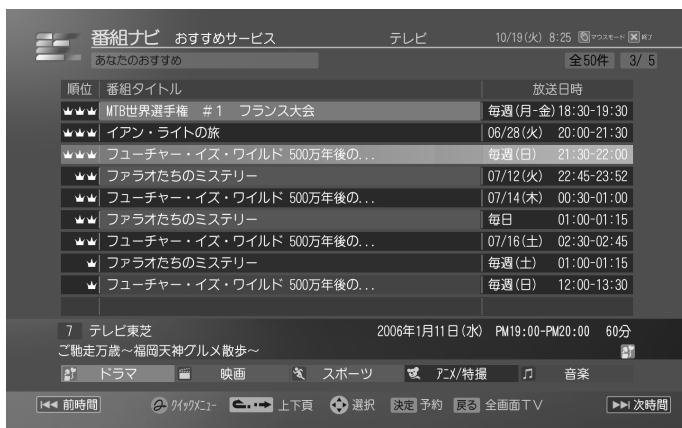 番組ナビ おすすめサービス テレビ 10/19(火) 8:25 マウスモード 終了
あなたのおすすめ 全50件 3/ 5
順位 番組タイトル 放送日時
MTB世界選手権 #1 フランス大会 毎週(月-金)18:30-19:30
イアン・ライトの旅 06/28(火) 20:00-21:30
フューチャー・イズ・ワイルド 500万年後の... 毎週(日) 21:30-22:00
ファラオたちのミステリー 07/12(火) 22:45-23:52
フューチャー・イズ・ワイルド 500万年後の... 07/14(木) 00:30-01:00
ファラオたちのミステリー 毎日 01:00-01:15
フューチャー・イズ・ワイルド 500万年後の... 07/16(土) 02:30-02:45
ファラオたちのミステリー 毎週(土) 01:00-01:15
フューチャー・イズ・ワイルド 500万年後の... 毎週(日) 12:00-13:30
7 テレビ東芝 2006年1月11日(水) PM19:00-PM20:00 60分
ご馳走万歳~福岡天神グルメ散歩~
ドラマ 映画 スポーツ アニメ/特撮 音楽
前時間 クイックメニュー 上下頁 選択 決定 予約 戻る 全画面TV 次時間